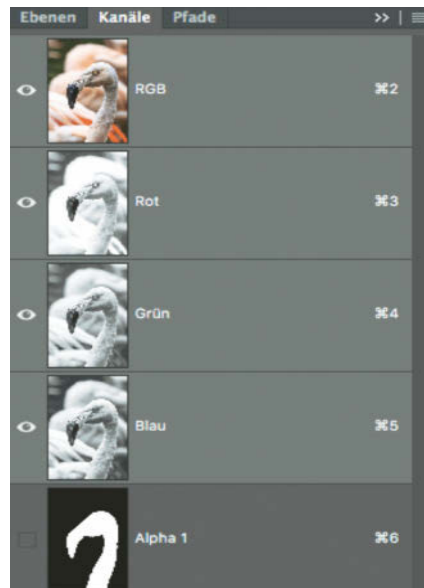 Ebenen Kanäle Pfade >> | ≡
RGB ⌘2
Rot ⌘3
Grün ⌘4
Blau ⌘5
Alpha 1 ⌘6